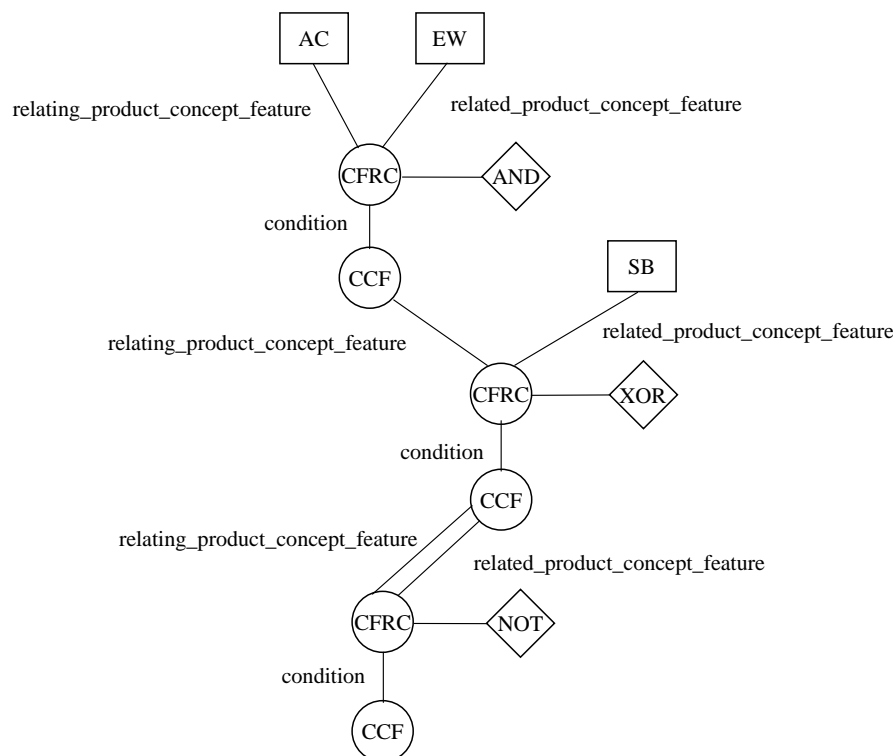 AC
EW
relating_product_concept_feature
related_product_concept_feature
CFRC
AND
condition
CCF
SB
relating_product_concept_feature
related_product_concept_feature
CFRC
XOR
condition
CCF
relating_product_concept_feature
related_product_concept_feature
CFRC
NOT
condition
CCF